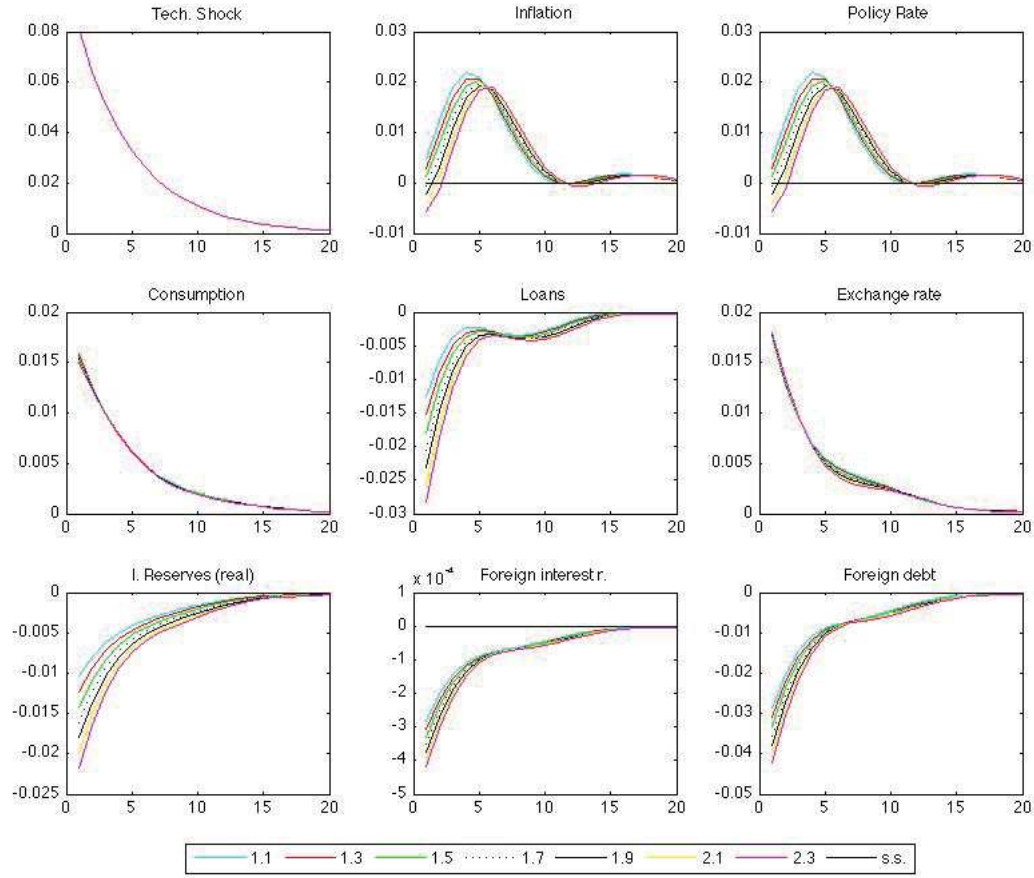 Tech. Shock
Inflation
Policy Rate
0.08
0.06
0.04
0.02
0
0 5 10 15 20
0.03
0.02
0.01
0
-0.01
0 5 10 15 20
0.03
0.02
0.01
0
-0.01
0 5 10 15 20
Consumption
Loans
Exchange rate
0.02
0.015
0.01
0.005
0
0 5 10 15 20
0
-0.005
-0.01
-0.015
-0.02
-0.025
-0.03
0 5 10 15 20
0.02
0.015
0.01
0.005
0
0 5 10 15 20
I. Reserves (real)
Foreign interest r.
Foreign debt
0
-0.005
-0.01
-0.015
-0.02
-0.025
0 5 10 15 20
x 10⁻⁴
1
0
-1
-2
-3
-4
-5
0 5 10 15 20
0
-0.01
-0.02
-0.03
-0.04
-0.05
0 5 10 15 20
1.1 1.3 1.5 1.7 1.9 2.1 2.3 s.s.